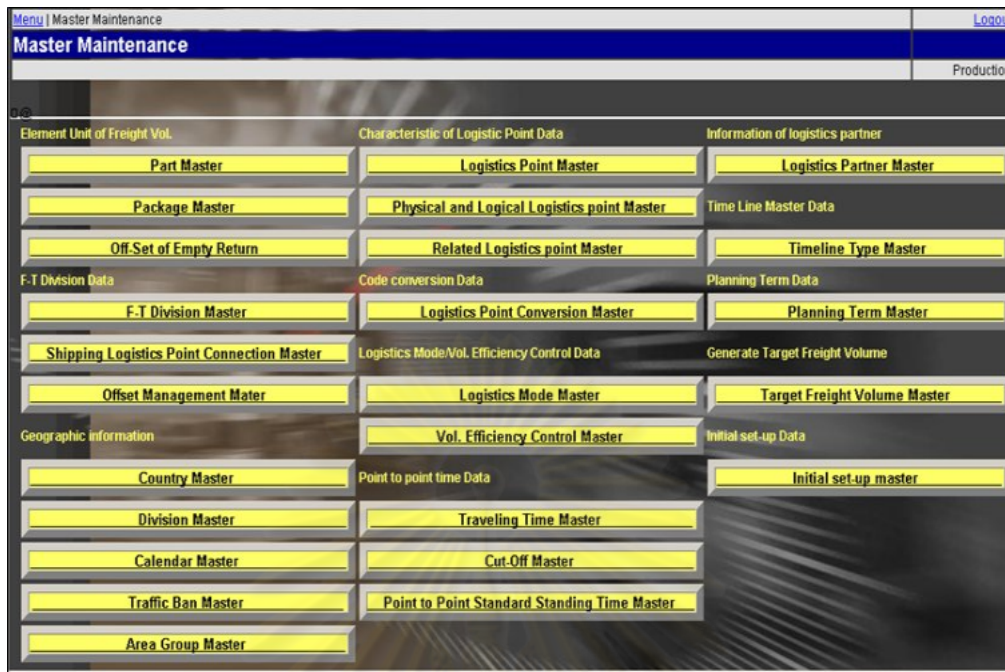 Menu | Master Maintenance
Logou
Master Maintenance
Productio
@
Element Unit of Freight Vol.
Part Master
Package Master
Off-Set of Empty Return
F-T Division Data
F-T Division Master
Shipping Logistics Point Connection Master
Offset Management Mater
Geographic information
Country Master
Division Master
Calendar Master
Traffic Ban Master
Area Group Master
Characteristic of Logistic Point Data
Logistics Point Master
Physical and Logical Logistics point Master
Related Logistics point Master
Code conversion Data
Logistics Point Conversion Master
Logistics Mode/Vol. Efficiency Control Data
Logistics Mode Master
Vol. Efficiency Control Master
Point to point time Data
Traveling Time Master
Cut-Off Master
Point to Point Standard Standing Time Master
Information of logistics partner
Logistics Partner Master
Time Line Master Data
Timeline Type Master
Planning Term Data
Planning Term Master
Generate Target Freight Volume
Target Freight Volume Master
Initial set-up Data
Initial set-up master